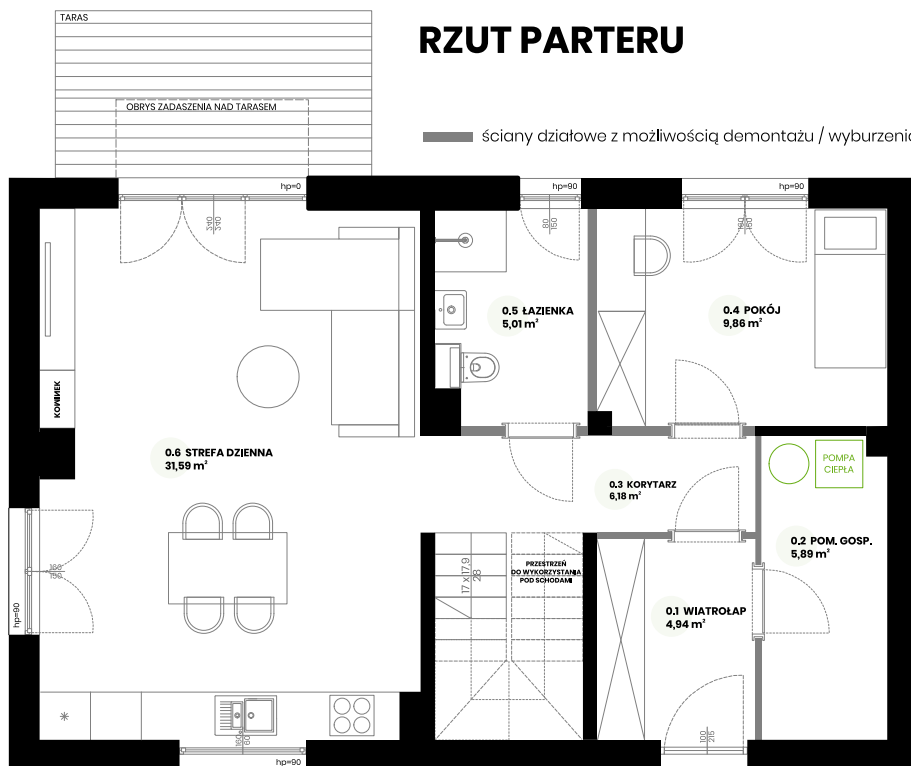 TARAS
RZUT PARTERU
OBRYS ZADASZENIA NAD TARASEM
ściany działowe z możliwością demontażu / wyburzenia
hp=0
hp=90
hp=90
240
240
80
150
180
150
0.5 ŁAZIENKA
5,01 m²
0.4 POKÓJ
9,86 m²
KOMINEK
0.6 STREFA DZIENNA
31,59 m²
POMPA
CIEPŁA
0.3 KORYTARZ
6,18 m²
0.2 POM. GOSP.
5,89 m²
160
150
hp=90
17 x 17,9
28
PRZESTRZEŃ
DO WYKORZYSTANIA
POD SCHODAMI
0.1 WIATROŁAP
4,94 m²
160
60
100
215
hp=90